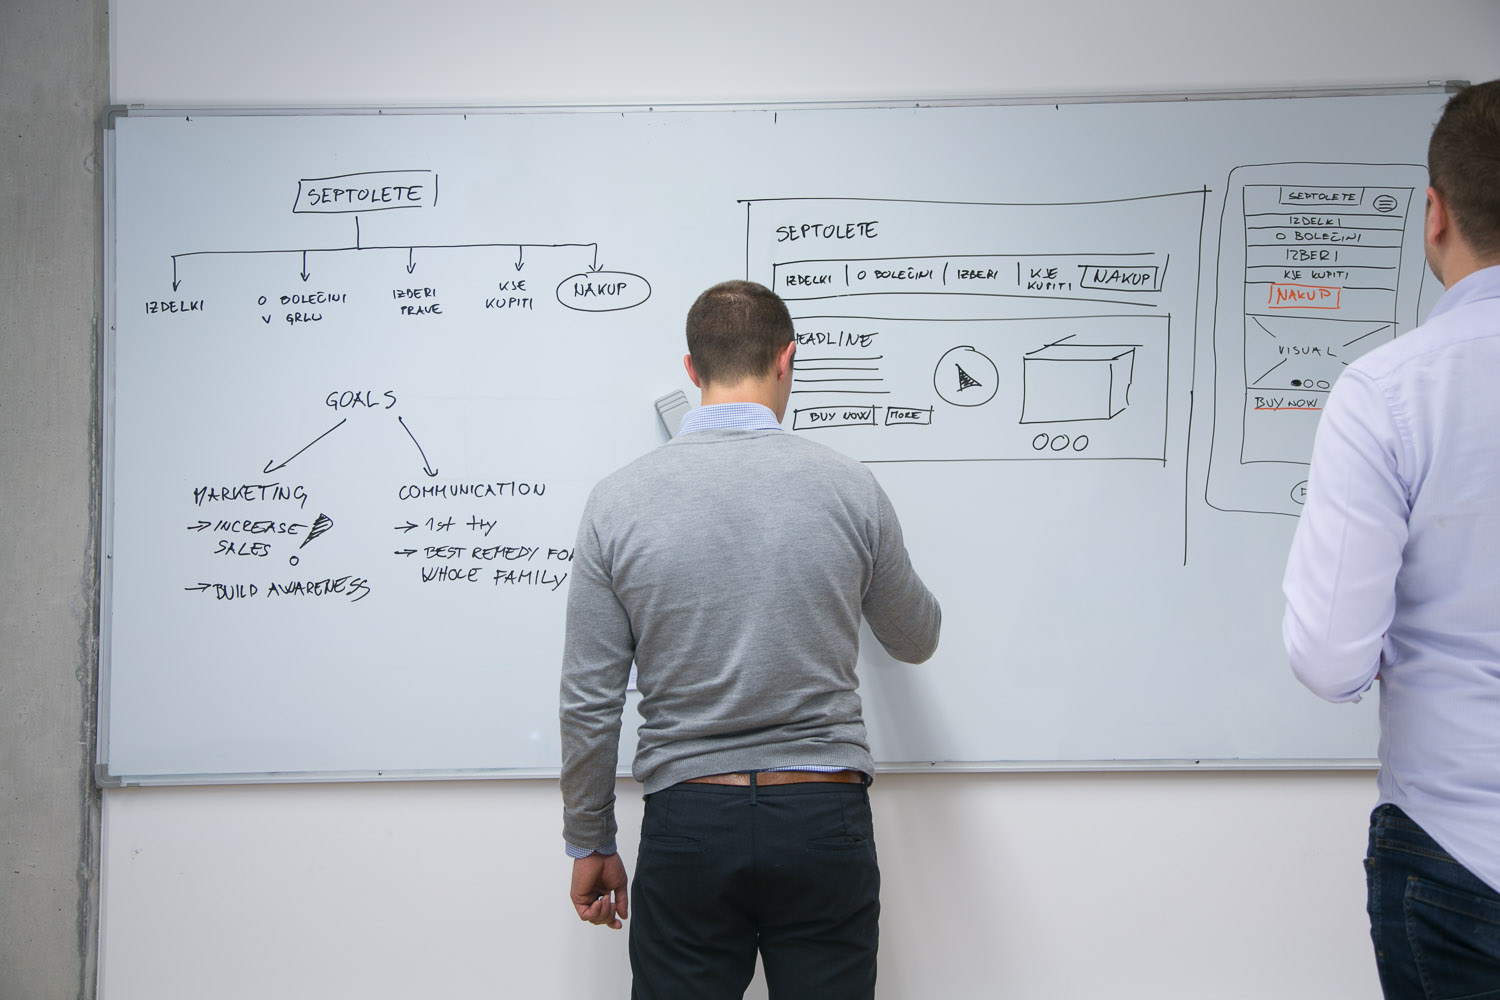 SEPTOLETE
IZDELKI
O BOLEČINI
V GRLU
IZBERI
PRAVE
KJE
KUPITI
NAKUP
GOALS
MARKETING
→ INCREASE
SALES
→ BUILD AWARENESS
COMMUNICATION
→ 1st tty
→ BEST REMEDY FO
WHOLE FAMILY
SEPTOLETE
IZDELKI | O BOLEČINI | IZBERI | KJE KUPITI NAKUP
HEADLINE
BUY NOW MORE
SEPTOLETE
IZDELKI
O BOLEČINI
IZBERI
KJE KUPITI
NAKUP
VISUAL
BUY NOW